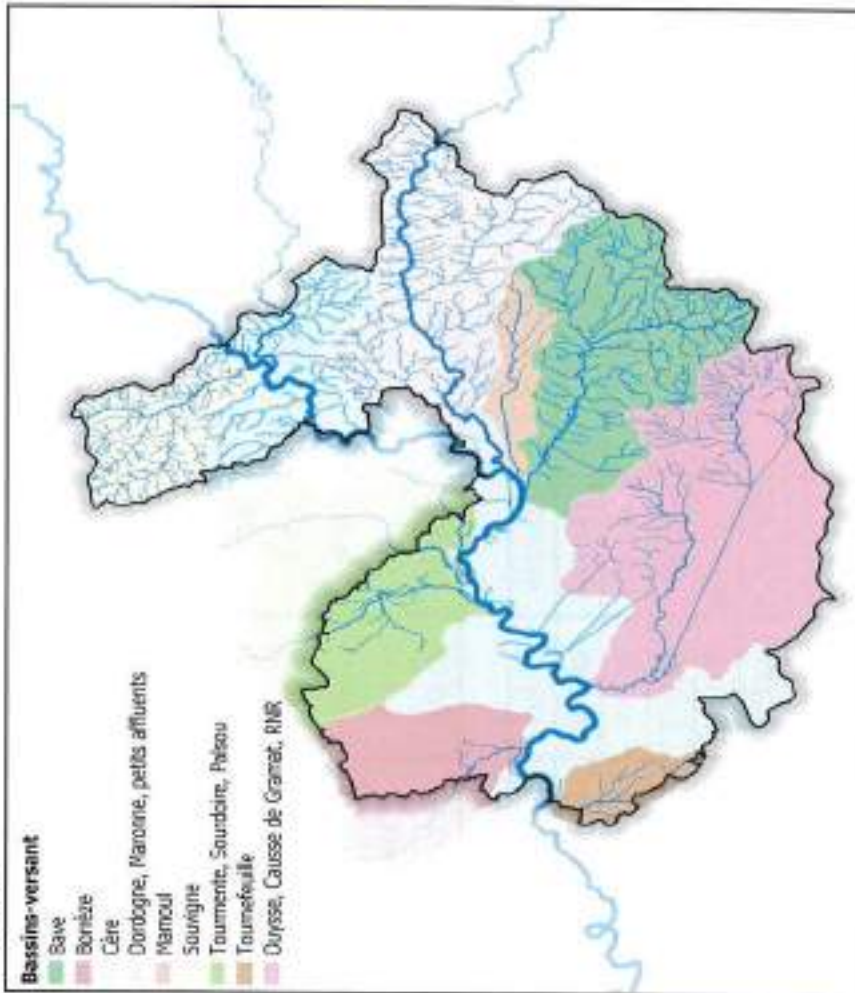 Bassins-versant
Bave
Borrèze
Cère
Dordogne, Maronne, petits affluents
Mamoul
Souvigne
Tourmente, Sourdoire, Palsou
Tournefeuille
Ouysse, Causse de Gramat, RNR